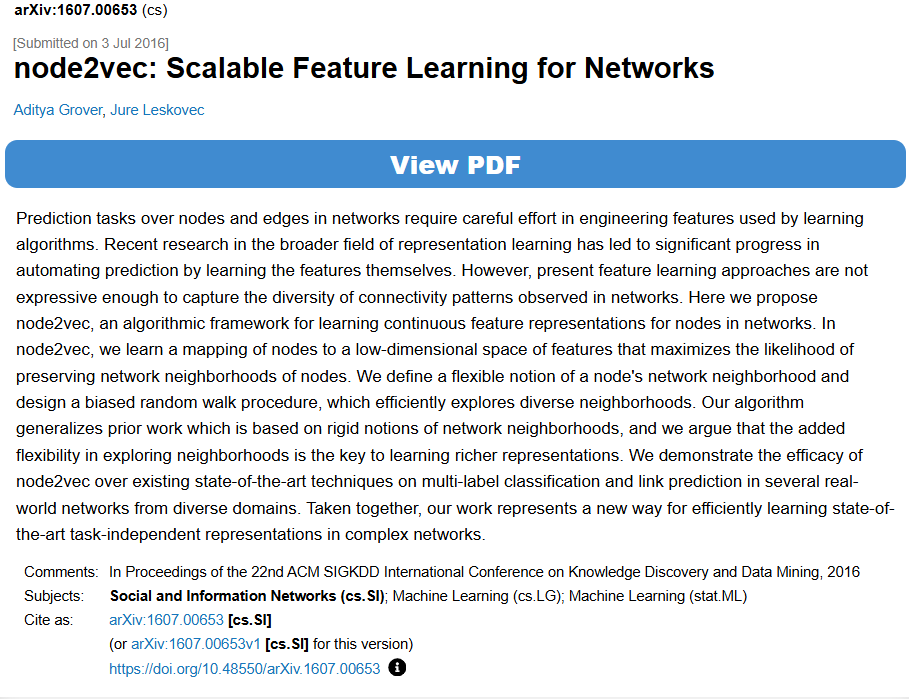 arXiv:1607.00653 (cs)
[Submitted on 3 Jul 2016]
node2vec: Scalable Feature Learning for Networks
Aditya Grover, Jure Leskovec
View PDF
Prediction tasks over nodes and edges in networks require careful effort in engineering features used by learning
algorithms. Recent research in the broader field of representation learning has led to significant progress in
automating prediction by learning the features themselves. However, present feature learning approaches are not
expressive enough to capture the diversity of connectivity patterns observed in networks. Here we propose
node2vec, an algorithmic framework for learning continuous feature representations for nodes in networks. In
node2vec, we learn a mapping of nodes to a low-dimensional space of features that maximizes the likelihood of
preserving network neighborhoods of nodes. We define a flexible notion of a node's network neighborhood and
design a biased random walk procedure, which efficiently explores diverse neighborhoods. Our algorithm
generalizes prior work which is based on rigid notions of network neighborhoods, and we argue that the added
flexibility in exploring neighborhoods is the key to learning richer representations. We demonstrate the efficacy of
node2vec over existing state-of-the-art techniques on multi-label classification and link prediction in several real-
world networks from diverse domains. Taken together, our work represents a new way for efficiently learning state-of-
the-art task-independent representations in complex networks.
Comments: In Proceedings of the 22nd ACM SIGKDD International Conference on Knowledge Discovery and Data Mining, 2016
Subjects: Social and Information Networks (cs.SI); Machine Learning (cs.LG); Machine Learning (stat.ML)
Cite as: arXiv:1607.00653 [cs.SI]
(or arXiv:1607.00653v1 [cs.SI] for this version)
https://doi.org/10.48550/arXiv.1607.00653